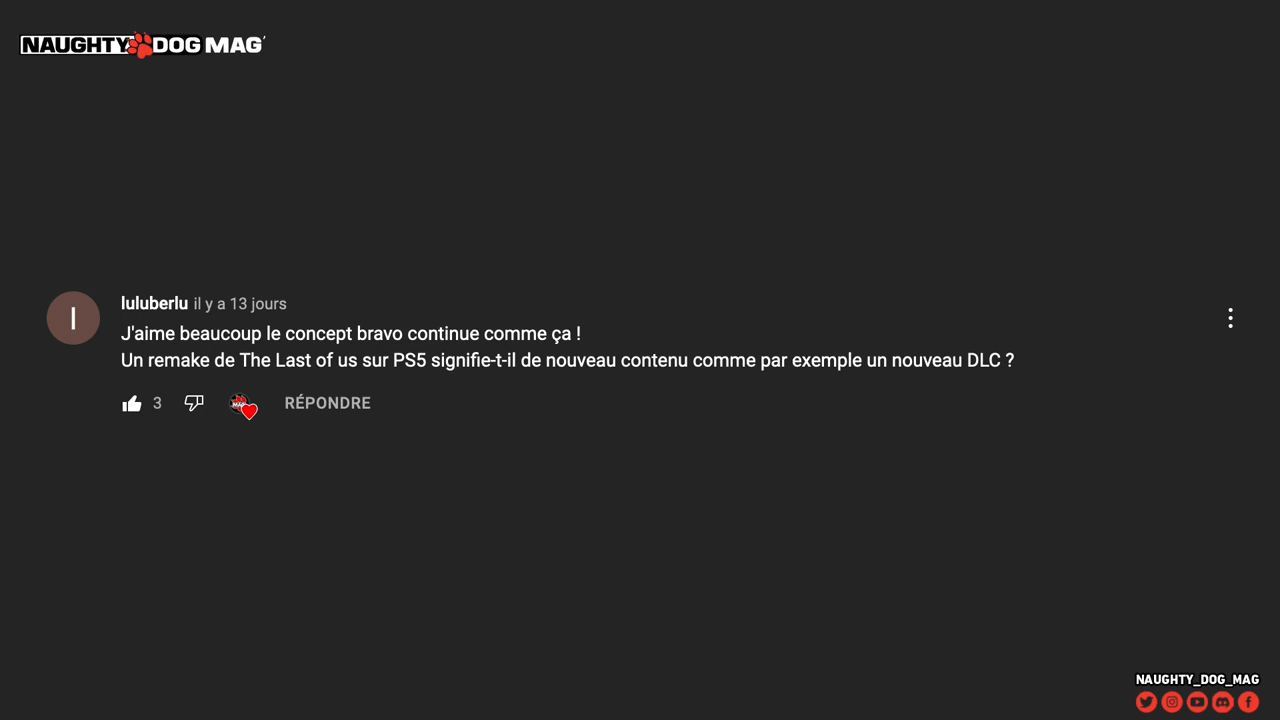 NAUGHTY DOG MAG'
luluberlu il y a 13 jours
J'aime beaucoup le concept bravo continue comme ça !
Un remake de The Last of us sur PS5 signifie-t-il de nouveau contenu comme par exemple un nouveau DLC ?
3 RÉPONDRE
NAUGHTY_DOG_MAG